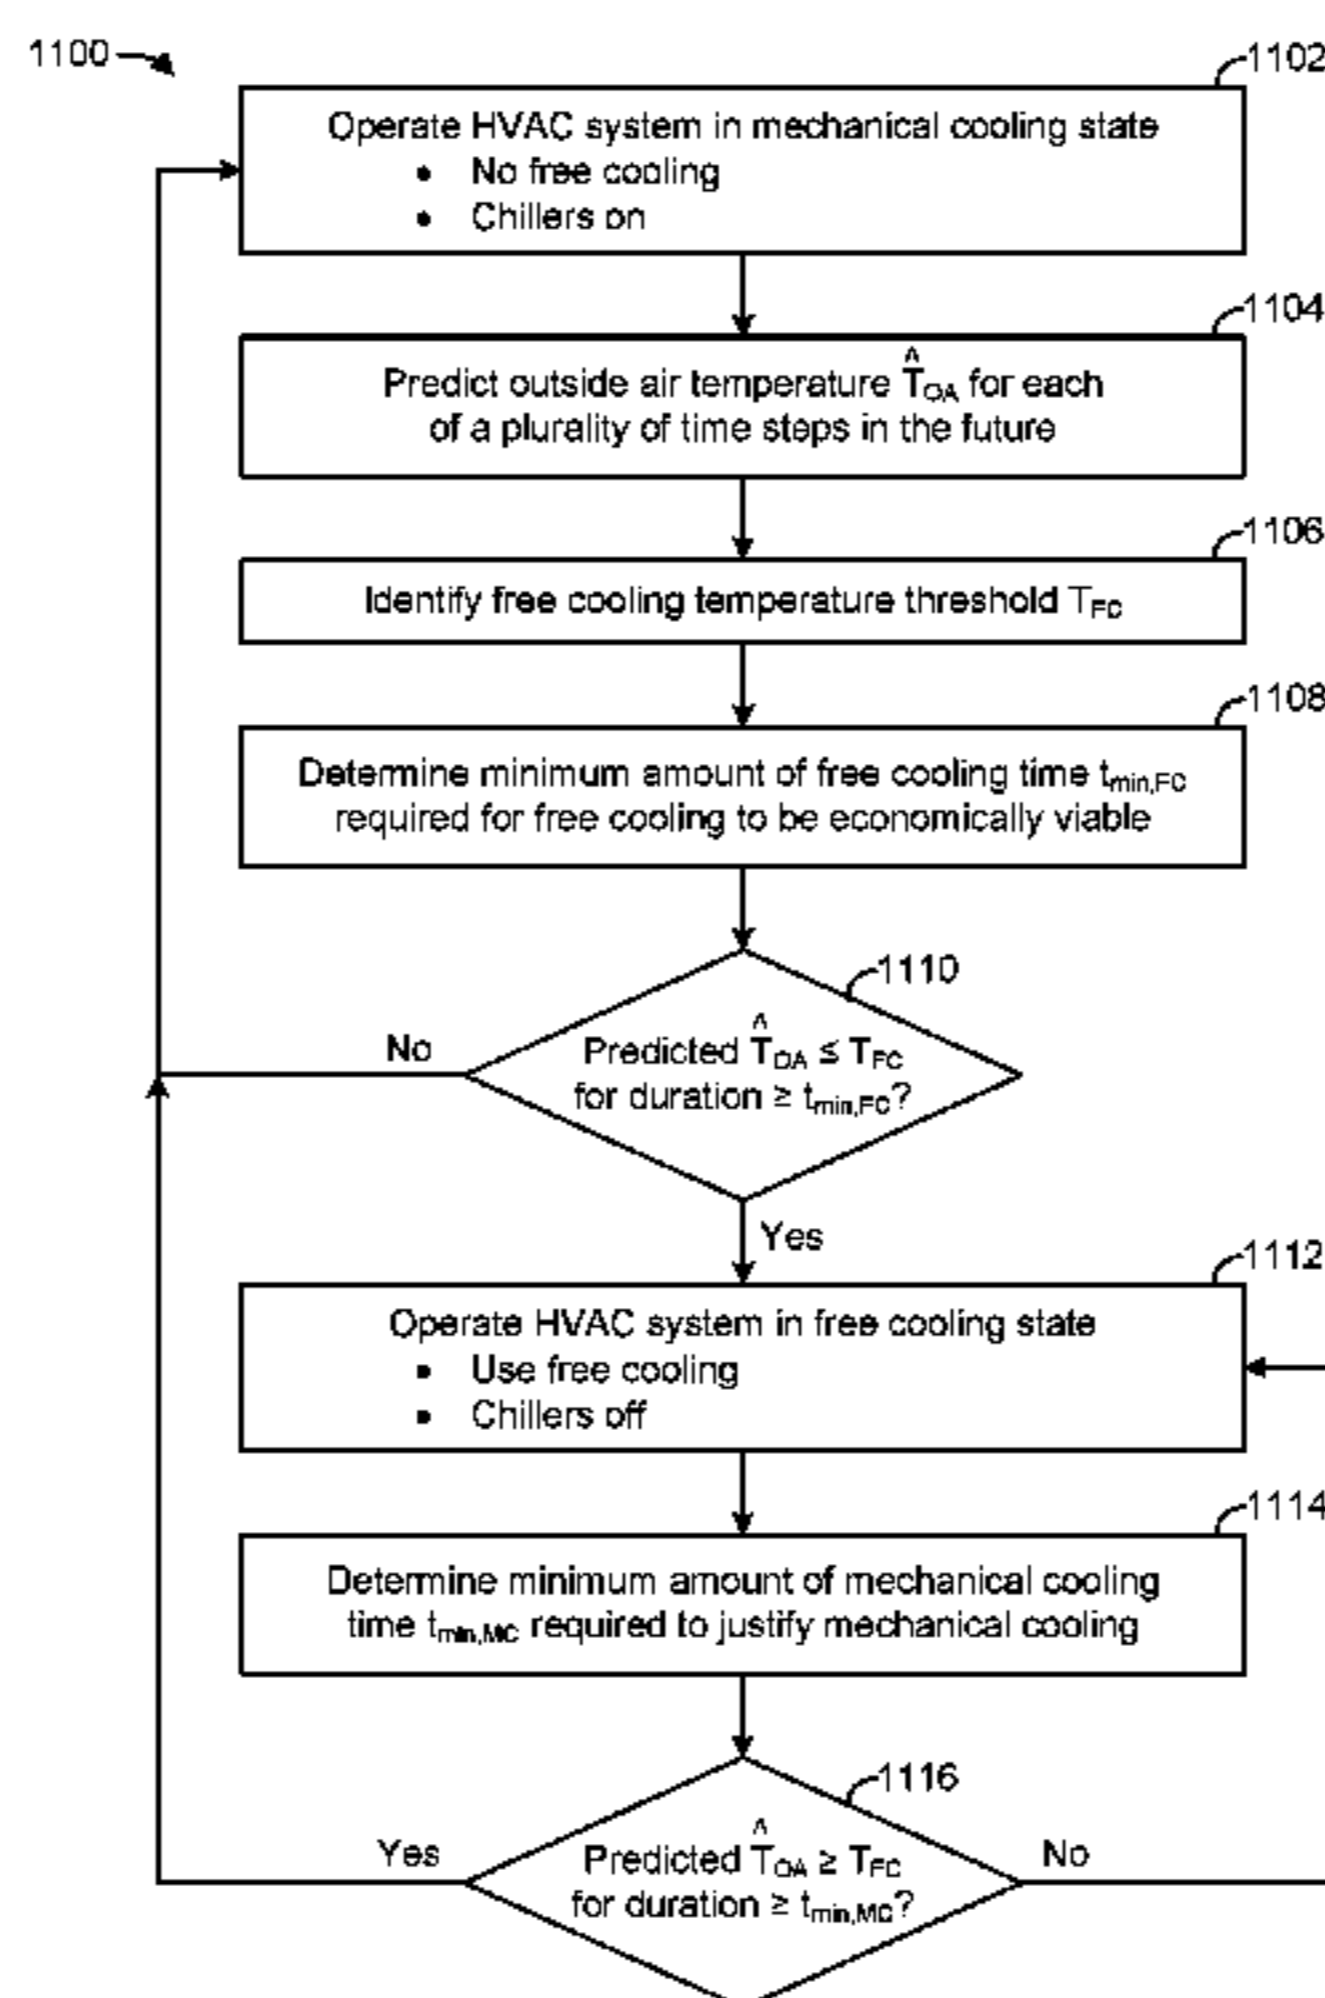 1100
1102
Operate HVAC system in mechanical cooling state
• No free cooling
• Chillers on
1104
Predict outside air temperature T̂OA for each
of a plurality of time steps in the future
1106
Identify free cooling temperature threshold TFC
1108
Determine minimum amount of free cooling time tmin,FC
required for free cooling to be economically viable
1110
No
Predicted T̂OA ≤ TFC
for duration ≥ tmin,FC?
Yes
1112
Operate HVAC system in free cooling state
• Use free cooling
• Chillers off
1114
Determine minimum amount of mechanical cooling
time tmin,MC required to justify mechanical cooling
1116
Yes
Predicted T̂OA ≥ TFC
for duration ≥ tmin,MC?
No